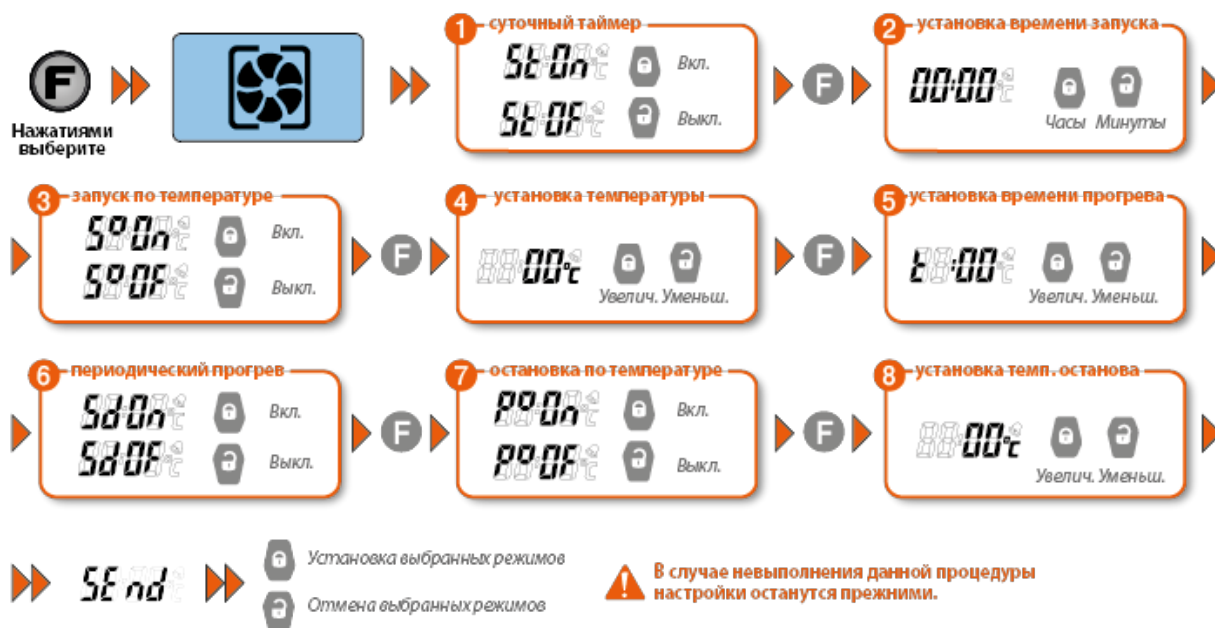 F
Нажатиями
выберите
1 суточный таймер
St:On Вкл.
St:OF Выкл.
F
2 установка времени запуска
00:00
Часы Минуты
3 запуск по температуре
S°On Вкл.
S°OF Выкл.
F
4 установка температуры
00°c
Увелич. Уменьш.
F
5 установка времени прогрева
t:00
Увелич. Уменьш.
6 периодический прогрев
Sd:On Вкл.
Sd:OF Выкл.
F
7 остановка по температуре
P°On Вкл.
P°OF Выкл.
F
8 установка темп. останова
00°c
Увелич. Уменьш.
SEnd
Установка выбранных режимов
Отмена выбранных режимов
В случае невыполнения данной процедуры
настройки останутся прежними.